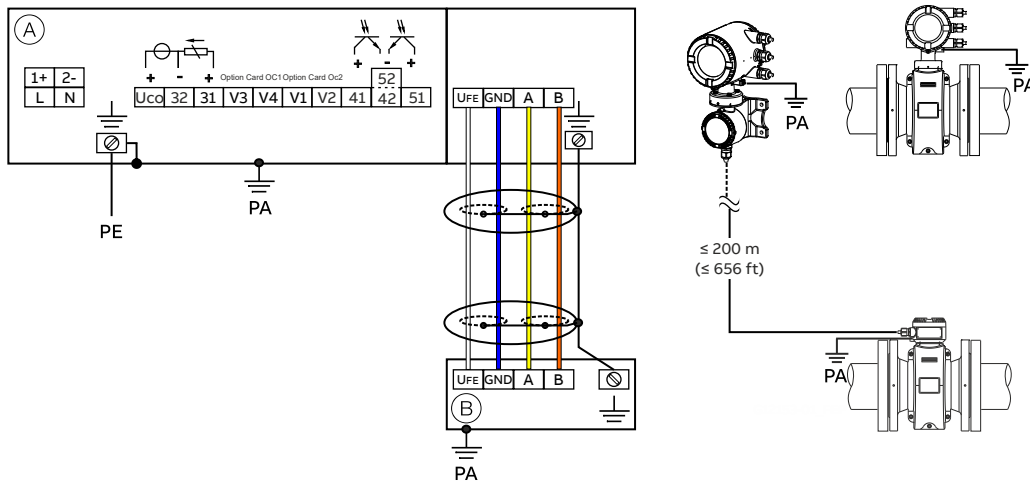 A
+ - +
Option Card OC1 Option Card Oc2
+ - +
52
1+ 2-
L N
Uco 32 31 V3 V4 V1 V2 41 42 51
UFE GND A B
PE
PA
UFE GND A B
B
PA
PA
≤ 200 m
(≤ 656 ft)
PA
PA